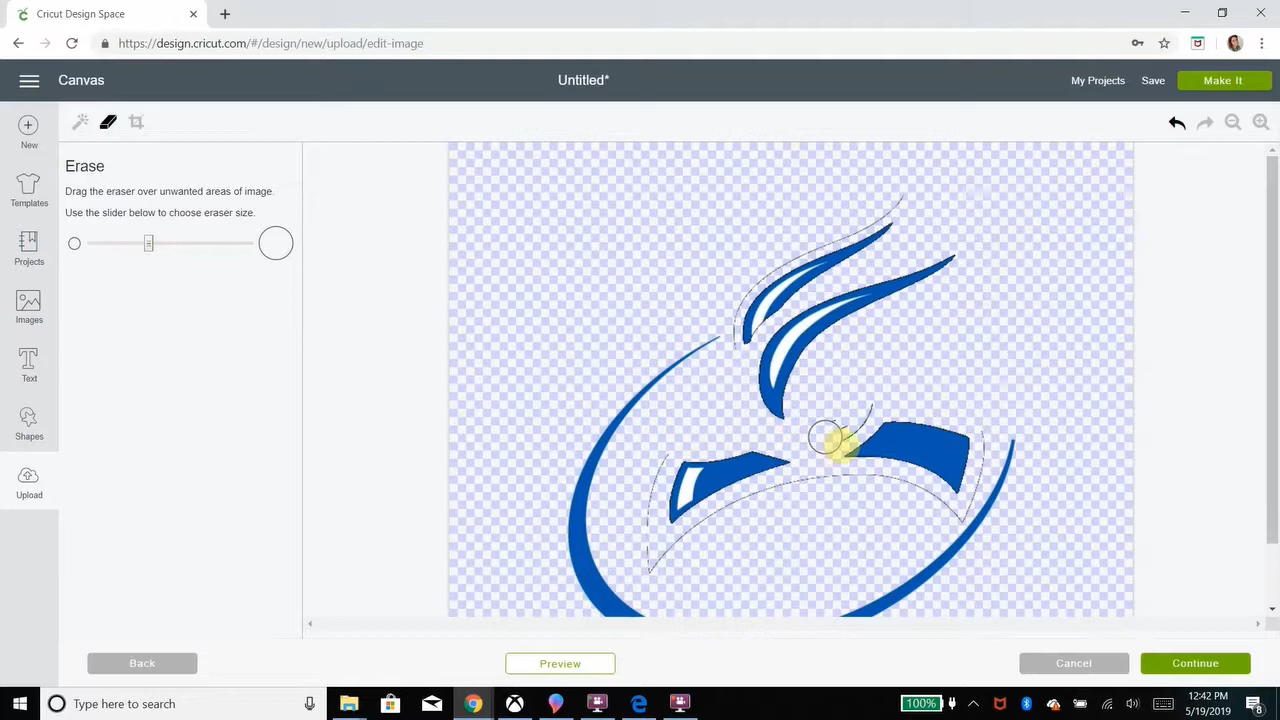 Cricut Design Space
https://design.cricut.com/#/design/new/upload/edit-image
Canvas
Untitled*
My Projects
Save
Make It
New
Templates
Projects
Images
Text
Shapes
Upload
Erase
Drag the eraser over unwanted areas of image.
Use the slider below to choose eraser size.
Back
Preview
Cancel
Continue
Type here to search
100%
12:42 PM
5/19/2019
8